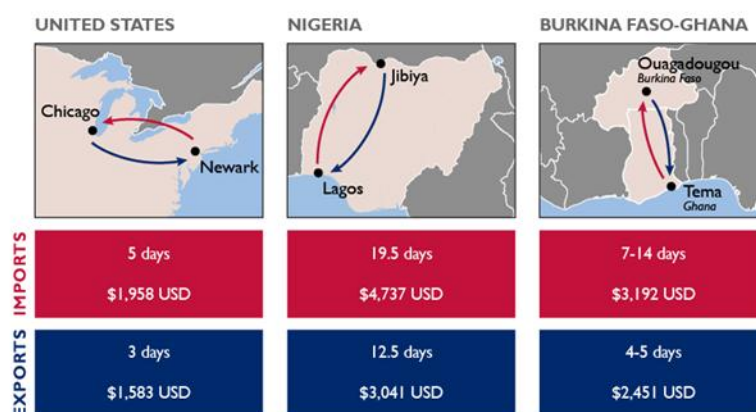 UNITED STATES
NIGERIA
BURKINA FASO-GHANA
Chicago
Newark
Jibiya
Lagos
Ouagadougou
Burkina Faso
Tema
Ghana
IMPORTS
5 days
$1,958 USD
19.5 days
$4,737 USD
7-14 days
$3,192 USD
EXPORTS
3 days
$1,583 USD
12.5 days
$3,041 USD
4-5 days
$2,451 USD